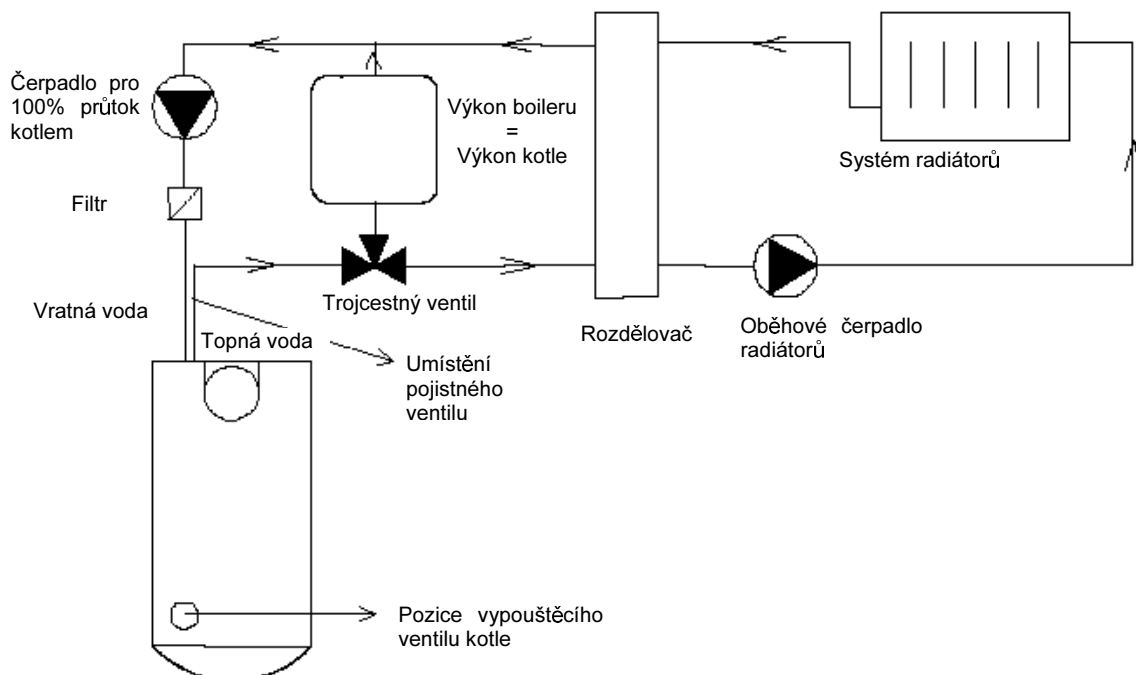 Čerpadlo pro
100% průtok
kotlem
Výkon boileru
=
Výkon kotle
Systém radiátorů
Filtr
Trojcestný ventil
Vratná voda
Rozdělovač
Oběhové čerpadlo
radiátorů
Topná voda
Umístění
pojistného
ventilu
Pozice vypouštěcího
ventilu kotle